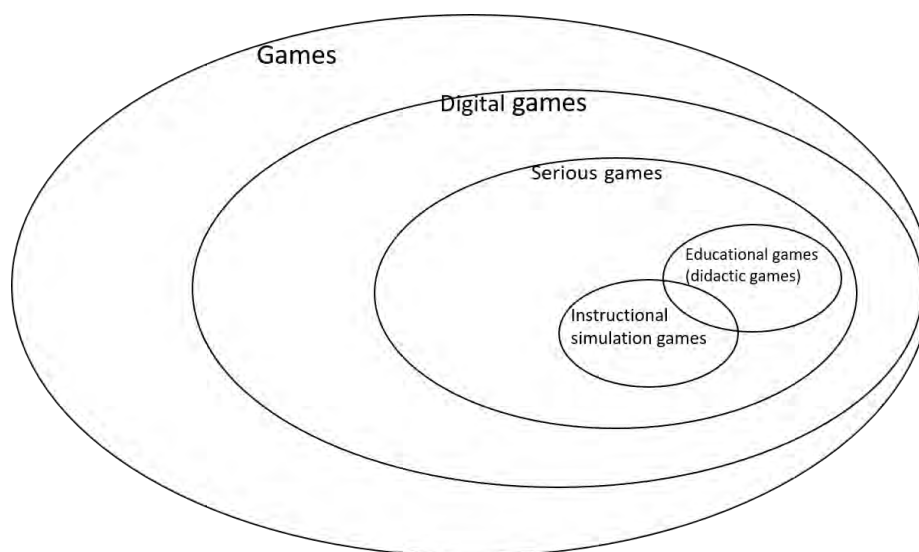 Games
Digital games
Serious games
Educational games
(didactic games)
Instructional
simulation games